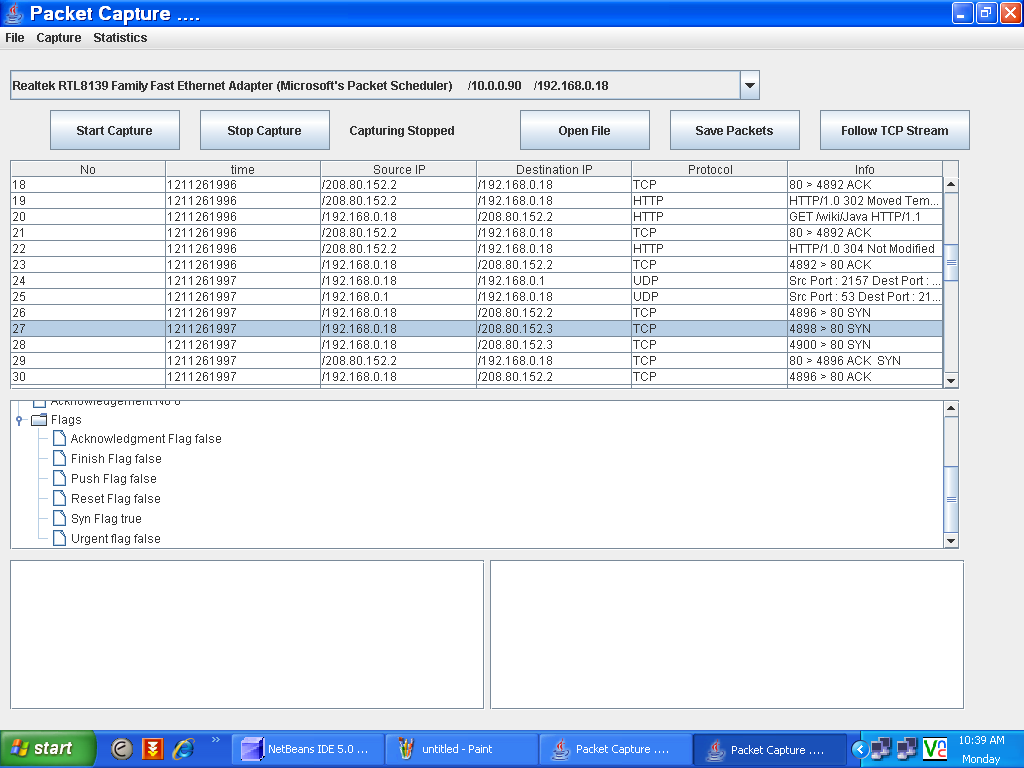 Packet Capture ....
File Capture Statistics
Realtek RTL8139 Family Fast Ethernet Adapter (Microsoft's Packet Scheduler) /10.0.0.90 /192.168.0.18
Start Capture Stop Capture Capturing Stopped Open File Save Packets Follow TCP Stream
No time Source IP Destination IP Protocol Info
18 1211261996 /208.80.152.2 /192.168.0.18 TCP 80 > 4892 ACK
19 1211261996 /208.80.152.2 /192.168.0.18 HTTP HTTP/1.0 302 Moved Tem...
20 1211261996 /192.168.0.18 /208.80.152.2 HTTP GET /wiki/Java HTTP/1.1
21 1211261996 /208.80.152.2 /192.168.0.18 TCP 80 > 4892 ACK
22 1211261996 /208.80.152.2 /192.168.0.18 HTTP HTTP/1.0 304 Not Modified
23 1211261996 /192.168.0.18 /208.80.152.2 TCP 4892 > 80 ACK
24 1211261997 /192.168.0.18 /192.168.0.1 UDP Src Port : 2157 Dest Port : ...
25 1211261997 /192.168.0.1 /192.168.0.18 UDP Src Port : 53 Dest Port : 21...
26 1211261997 /192.168.0.18 /208.80.152.2 TCP 4896 > 80 SYN
27 1211261997 /192.168.0.18 /208.80.152.3 TCP 4898 > 80 SYN
28 1211261997 /192.168.0.18 /208.80.152.3 TCP 4900 > 80 SYN
29 1211261997 /208.80.152.2 /192.168.0.18 TCP 80 > 4896 ACK SYN
30 1211261997 /192.168.0.18 /208.80.152.2 TCP 4896 > 80 ACK
Acknowledgement No 0
Flags
Acknowledgment Flag false
Finish Flag false
Push Flag false
Reset Flag false
Syn Flag true
Urgent flag false
start NetBeans IDE 5.0 ... untitled - Paint Packet Capture .... Packet Capture .... 10:39 AM
Monday